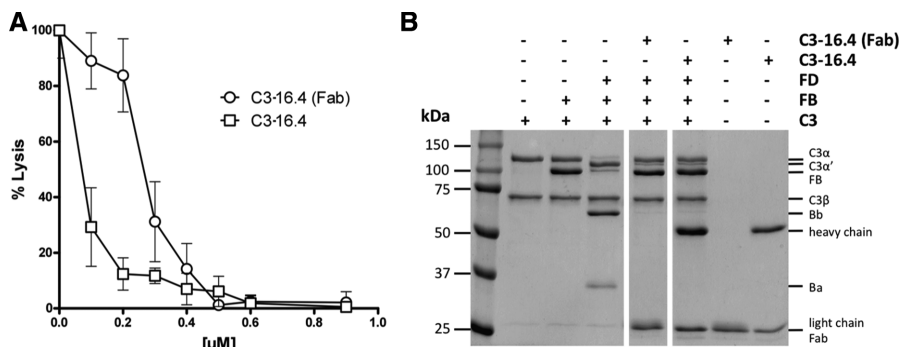 A
100
80
60
40
20
0
% Lysis
0.0 0.2 0.4 0.6 0.8 1.0
[uM]
C3-16.4 (Fab)
C3-16.4
B
- - - + - + - C3-16.4 (Fab)
- - - - + - + C3-16.4
- - + + + - - FD
- + + + + - - FB
+ + + + + - - C3
kDa
150
100
75
50
37
25
C3α
C3α’
FB
C3β
Bb
heavy chain
Ba
light chain
Fab